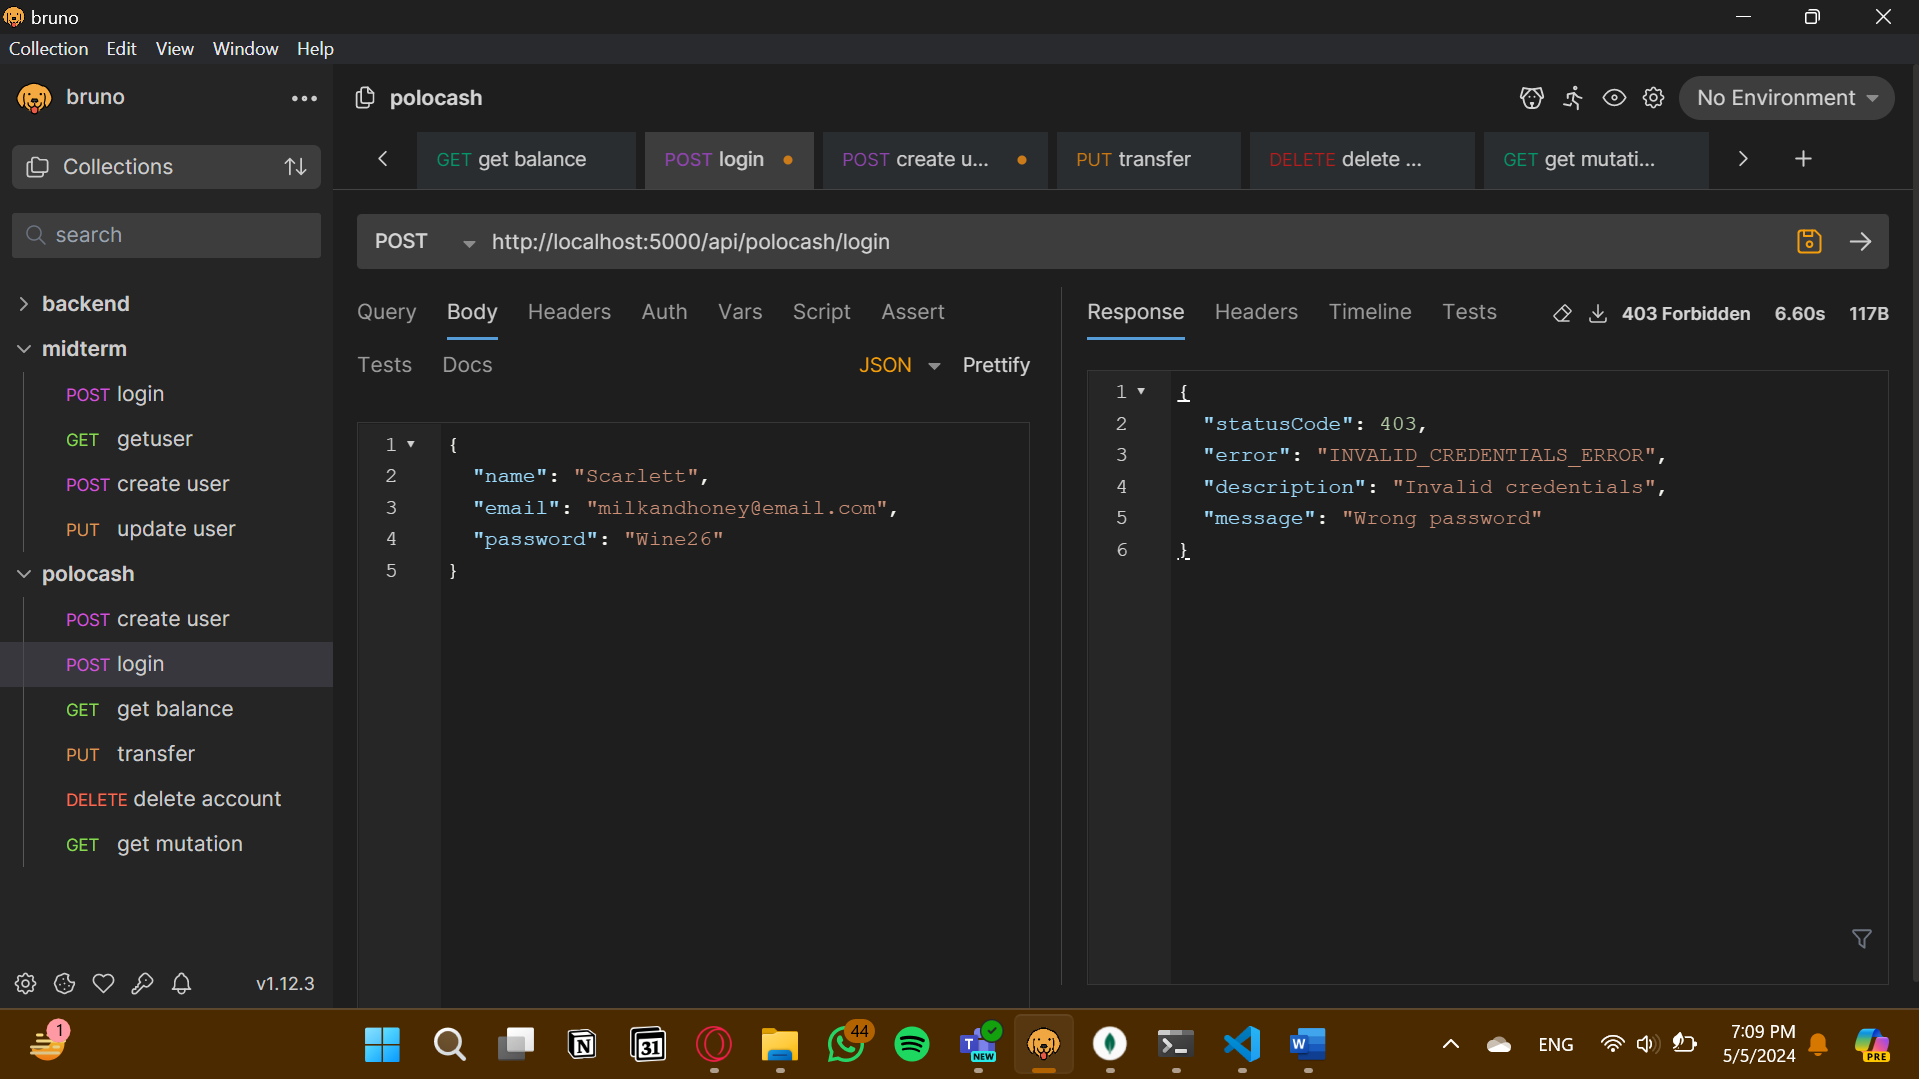 bruno
Collection Edit View Window Help
bruno
polocash
No Environment
Collections
GET get balance
POST login
POST create u...
PUT transfer
DELETE delete ...
GET get mutati...
search
POST http://localhost:5000/api/polocash/login
backend
midterm
POST login
GET getuser
POST create user
PUT update user
polocash
POST create user
POST login
GET get balance
PUT transfer
DELETE delete account
GET get mutation
v1.12.3
Query Body Headers Auth Vars Script Assert
Tests Docs JSON Prettify
1 {
2 "name": "Scarlett",
3 "email": "milkandhoney@email.com",
4 "password": "Wine26"
5 }
Response Headers Timeline Tests 403 Forbidden 6.60s 117B
1 {
2 "statusCode": 403,
3 "error": "INVALID_CREDENTIALS_ERROR",
4 "description": "Invalid credentials",
5 "message": "Wrong password"
6 }
1
31
44
NEW
ENG
7:09 PM
5/5/2024
PRE